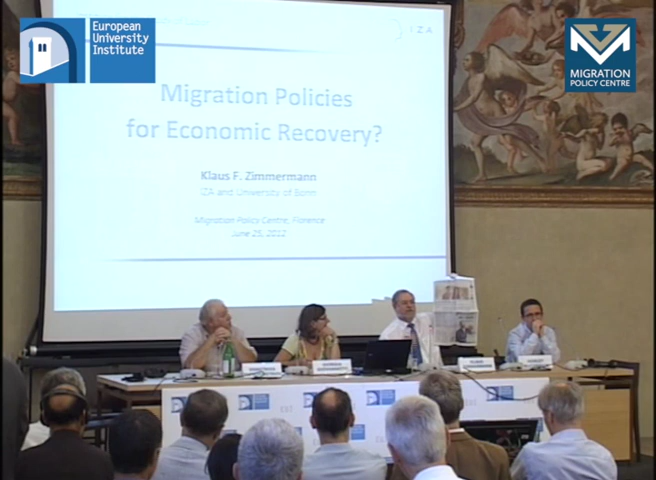 European
University
Institute
IZA
MIGRATION
POLICY CENTRE
Migration Policies
for Economic Recovery?
Klaus F. Zimmermann
IZA and University of Bonn
Migration Policy Centre, Florence
June 25, 2012